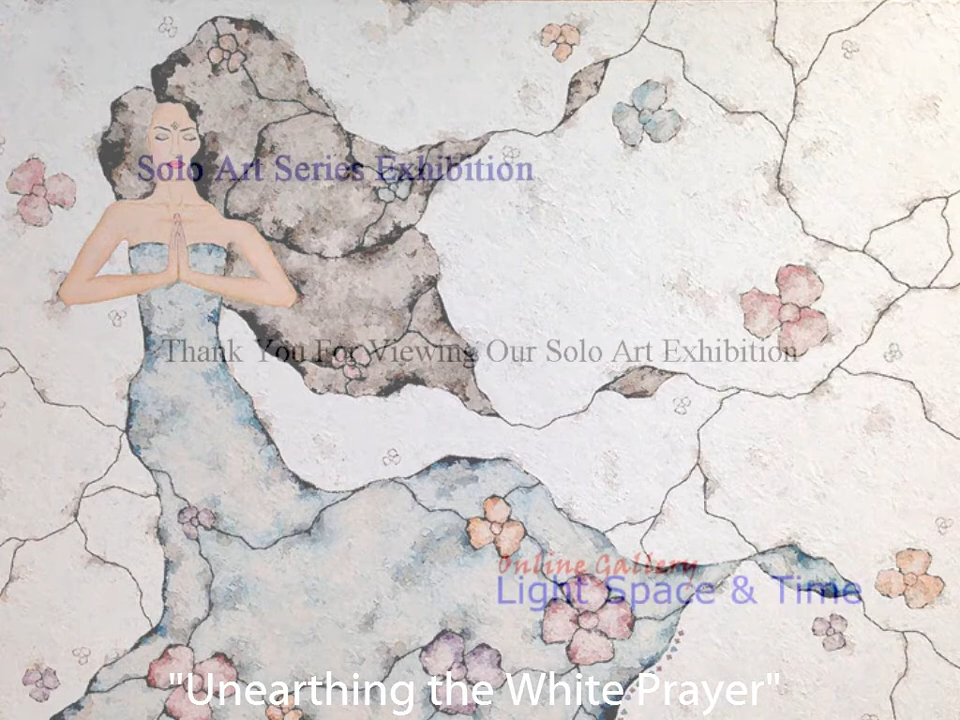 Solo Art Series Exhibition
Thank You For Viewing Our Solo Art Exhibition
Online Gallery
Light Space & Time
"Unearthing the White Prayer"